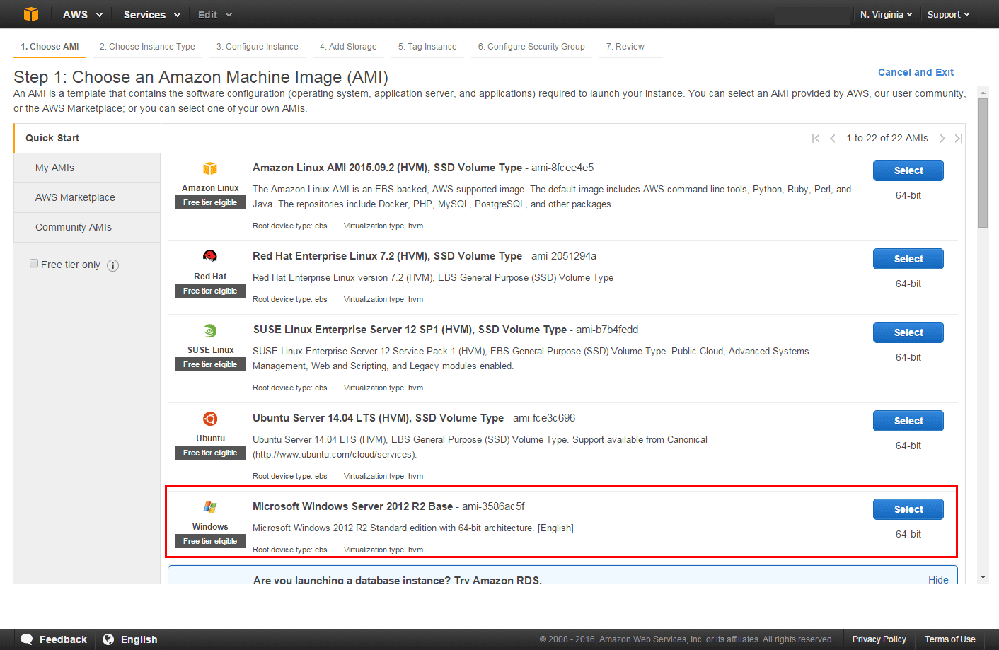 AWS Services Edit N. Virginia Support
1. Choose AMI 2. Choose Instance Type 3. Configure Instance 4. Add Storage 5. Tag Instance 6. Configure Security Group 7. Review
Step 1: Choose an Amazon Machine Image (AMI)
Cancel and Exit
An AMI is a template that contains the software configuration (operating system, application server, and applications) required to launch your instance. You can select an AMI provided by AWS, our user community,
or the AWS Marketplace; or you can select one of your own AMIs.
Quick Start
My AMIs
AWS Marketplace
Community AMIs
Free tier only
1 to 22 of 22 AMIs
Amazon Linux
Free tier eligible
Amazon Linux AMI 2015.09.2 (HVM), SSD Volume Type - ami-8fcee4e5
The Amazon Linux AMI is an EBS-backed, AWS-supported image. The default image includes AWS command line tools, Python, Ruby, Perl, and
Java. The repositories include Docker, PHP, MySQL, PostgreSQL, and other packages.
Root device type: ebs Virtualization type: hvm
Select
64-bit
Red Hat
Free tier eligible
Red Hat Enterprise Linux 7.2 (HVM), SSD Volume Type - ami-2051294a
Red Hat Enterprise Linux version 7.2 (HVM), EBS General Purpose (SSD) Volume Type
Root device type: ebs Virtualization type: hvm
Select
64-bit
SUSE Linux
Free tier eligible
SUSE Linux Enterprise Server 12 SP1 (HVM), SSD Volume Type - ami-b7b4fedd
SUSE Linux Enterprise Server 12 Service Pack 1 (HVM), EBS General Purpose (SSD) Volume Type. Public Cloud, Advanced Systems
Management, Web and Scripting, and Legacy modules enabled.
Root device type: ebs Virtualization type: hvm
Select
64-bit
Ubuntu
Free tier eligible
Ubuntu Server 14.04 LTS (HVM), SSD Volume Type - ami-fce3c696
Ubuntu Server 14.04 LTS (HVM), EBS General Purpose (SSD) Volume Type. Support available from Canonical
(http://www.ubuntu.com/cloud/services).
Root device type: ebs Virtualization type: hvm
Select
64-bit
Windows
Free tier eligible
Microsoft Windows Server 2012 R2 Base - ami-3586ac5f
Microsoft Windows 2012 R2 Standard edition with 64-bit architecture. [English]
Root device type: ebs Virtualization type: hvm
Select
64-bit
Are you launching a database instance? Try Amazon RDS.
Hide
Feedback English © 2008 - 2016, Amazon Web Services, Inc. or its affiliates. All rights reserved. Privacy Policy Terms of Use